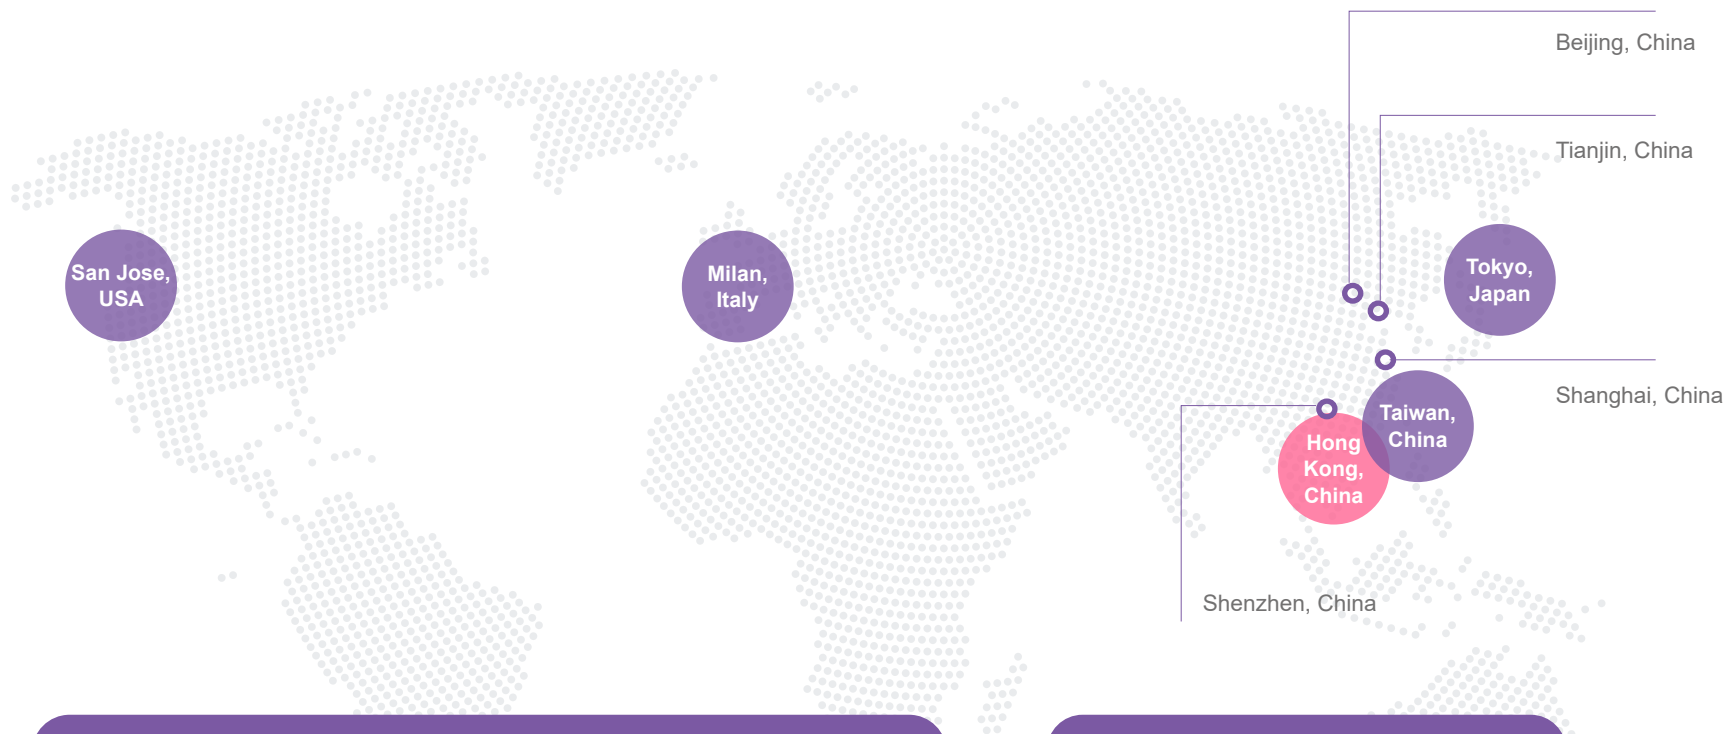 Beijing, China
Tianjin, China
San Jose,
USA
Milan,
Italy
Tokyo,
Japan
Shanghai, China
Taiwan,
China
Hong
Kong,
China
Shenzhen, China